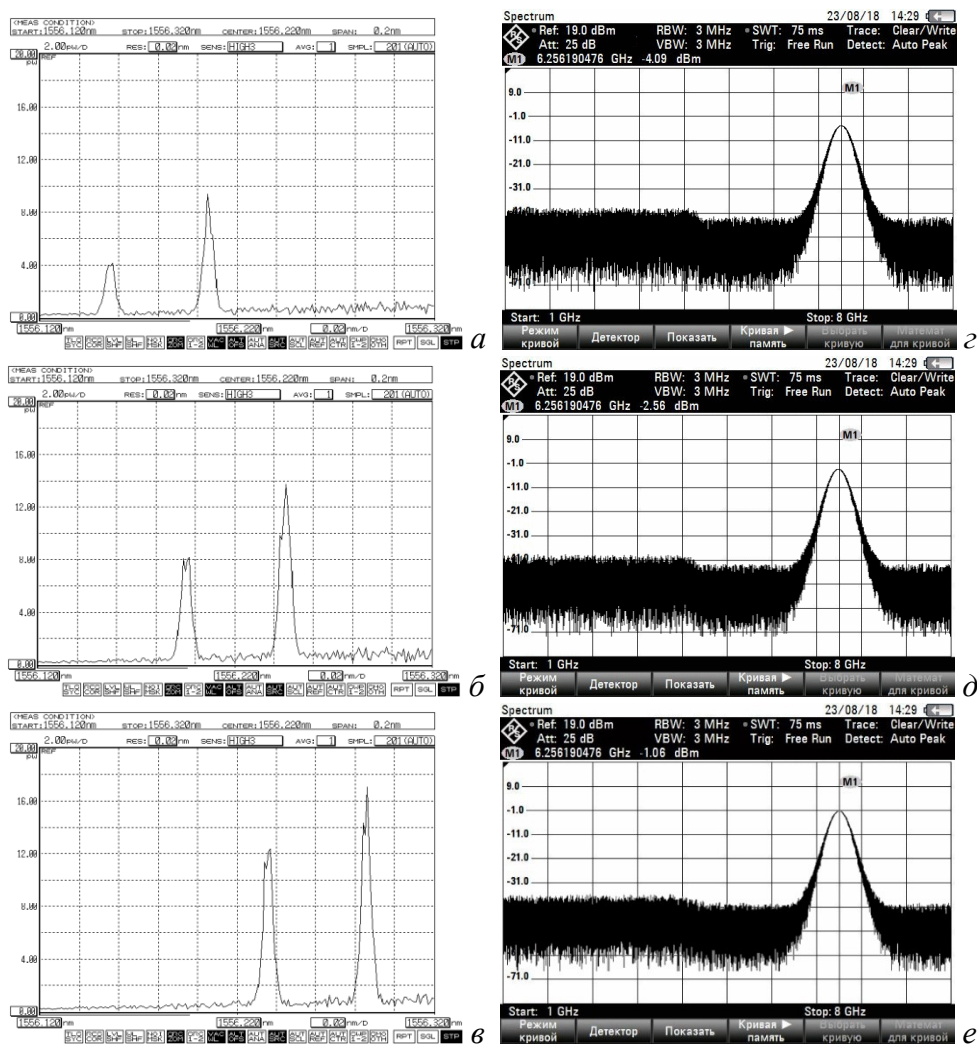 <MEAS CONDITION>
START:1556.120nm STOP:1556.320nm CENTER:1556.220nm SPAN: 0.2nm
2.00pW/D RES: 0.02nm SENS: HIGH3 AVG: 1 SMPL: 201(AUTO)
20.00 REF
pW
16.00
12.00
8.00
4.00
0.00
1556.120nm 1556.220nm 0.02nm/D 1556.320nm
RPT SGL STP
а
Spectrum 23/08/18 14:29
Ref: 19.0 dBm RBW: 3 MHz SWT: 75 ms Trace: Clear/Write
Att: 25 dB VBW: 3 MHz Trig: Free Run Detect: Auto Peak
M1 6.256190476 GHz -4.09 dBm
M1
9.0
-1.0
-11.0
-21.0
-31.0
Start: 1 GHz Stop: 8 GHz
Режим кривой Детектор Показать Кривая ► память Выбрать кривую Математ для кривой
г
<MEAS CONDITION>
START:1556.120nm STOP:1556.320nm CENTER:1556.220nm SPAN: 0.2nm
2.00pW/D RES: 0.02nm SENS: HIGH3 AVG: 1 SMPL: 201(AUTO)
20.00 REF
pW
16.00
12.00
8.00
4.00
0.00
1556.120nm 1556.220nm 0.02nm/D 1556.320nm
RPT SGL STP
б
Spectrum 23/08/18 14:29
Ref: 19.0 dBm RBW: 3 MHz SWT: 75 ms Trace: Clear/Write
Att: 25 dB VBW: 3 MHz Trig: Free Run Detect: Auto Peak
M1 6.256190476 GHz -2.56 dBm
M1
9.0
-1.0
-11.0
-21.0
-31.0
-71.0
Start: 1 GHz Stop: 8 GHz
Режим кривой Детектор Показать Кривая ► память Выбрать кривую Математ для кривой
д
<MEAS CONDITION>
START:1556.120nm STOP:1556.320nm CENTER:1556.220nm SPAN: 0.2nm
2.00pW/D RES: 0.02nm SENS: HIGH3 AVG: 1 SMPL: 201(AUTO)
20.00 REF
pW
16.00
12.00
8.00
4.00
0.00
1556.120nm 1556.220nm 0.02nm/D 1556.320nm
RPT SGL STP
в
Spectrum 23/08/18 14:29
Ref: 19.0 dBm RBW: 3 MHz SWT: 75 ms Trace: Clear/Write
Att: 25 dB VBW: 3 MHz Trig: Free Run Detect: Auto Peak
M1 6.256190476 GHz -1.06 dBm
M1
9.0
-1.0
-11.0
-21.0
-31.0
-71.0
Start: 1 GHz Stop: 8 GHz
Режим кривой Детектор Показать Кривая ► память Выбрать кривую Математ для кривой
е